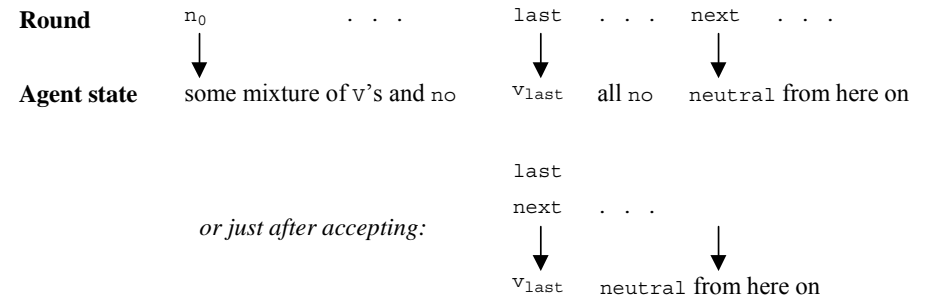 Round n₀ . . . last . . . next . . .
Agent state some mixture of v's and no vₗₐₛₜ all no neutral from here on
last
or just after accepting: next . . .
vₗₐₛₜ neutral from here on